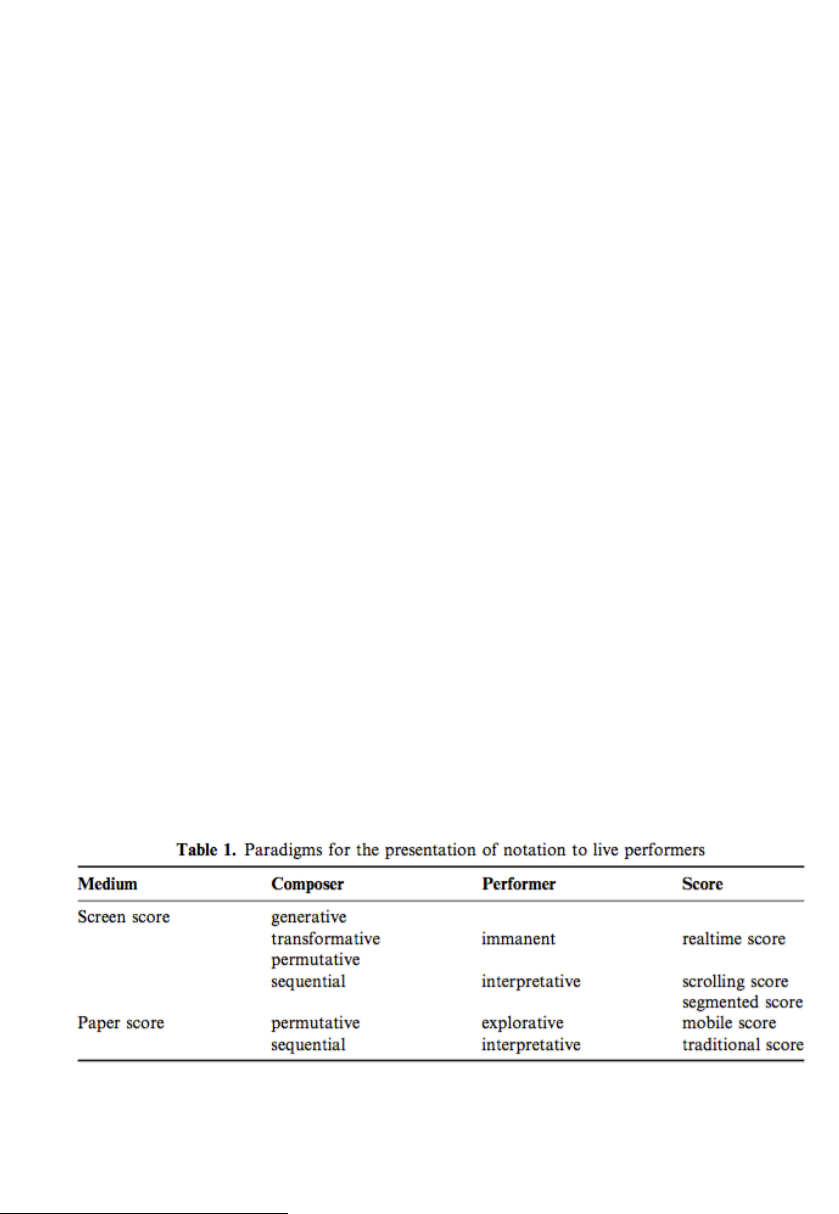 Table 1. Paradigms for the presentation of notation to live performers
Medium Composer Performer Score
Screen score generative
transformative immanent realtime score
permutative
sequential interpretative scrolling score
segmented score
Paper score permutative explorative mobile score
sequential interpretative traditional score